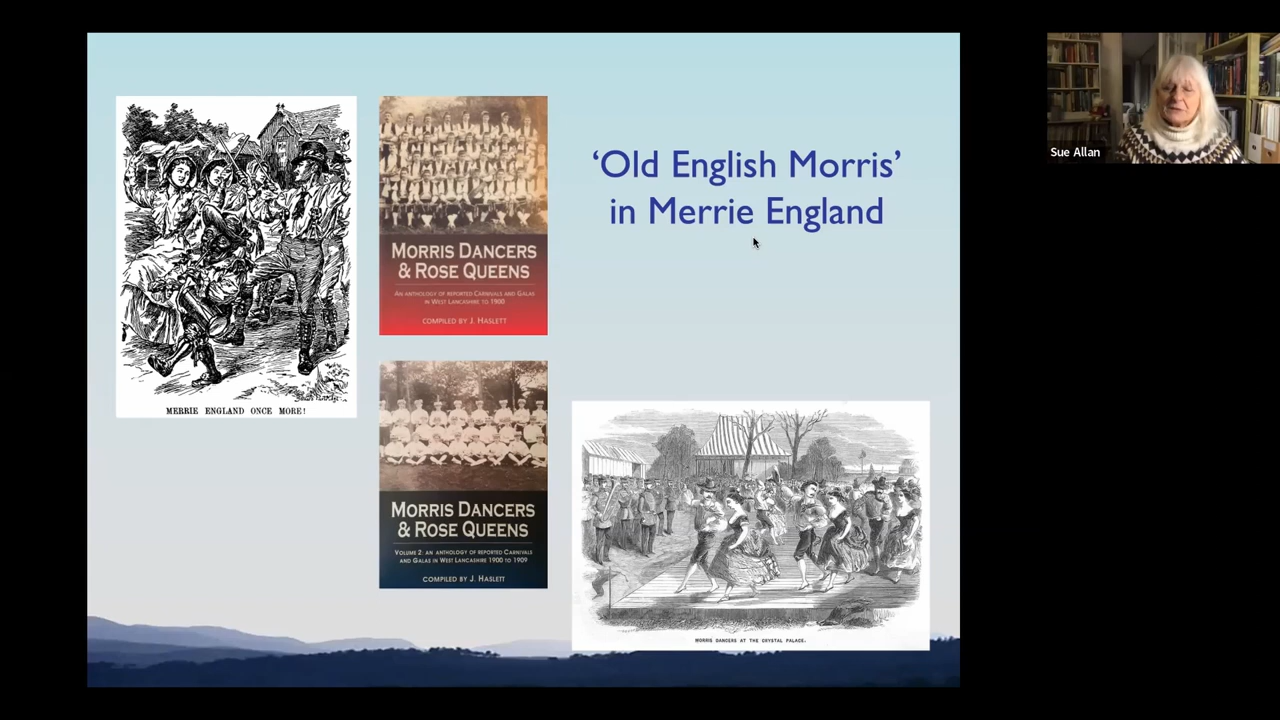 MERRIE ENGLAND ONCE MORE!
MORRIS DANCERS
& ROSE QUEENS
AN ANTHOLOGY OF REPORTED CARNIVALS AND GALAS
IN WEST LANCASHIRE TO 1900
COMPILED BY J. HASLETT
MORRIS DANCERS
& ROSE QUEENS
VOLUME 2: AN ANTHOLOGY OF REPORTED CARNIVALS
AND GALAS IN WEST LANCASHIRE 1900 TO 1909
COMPILED BY J. HASLETT
‘Old English Morris’
in Merrie England
MORRIS DANCERS AT THE CRYSTAL PALACE.
Sue Allan